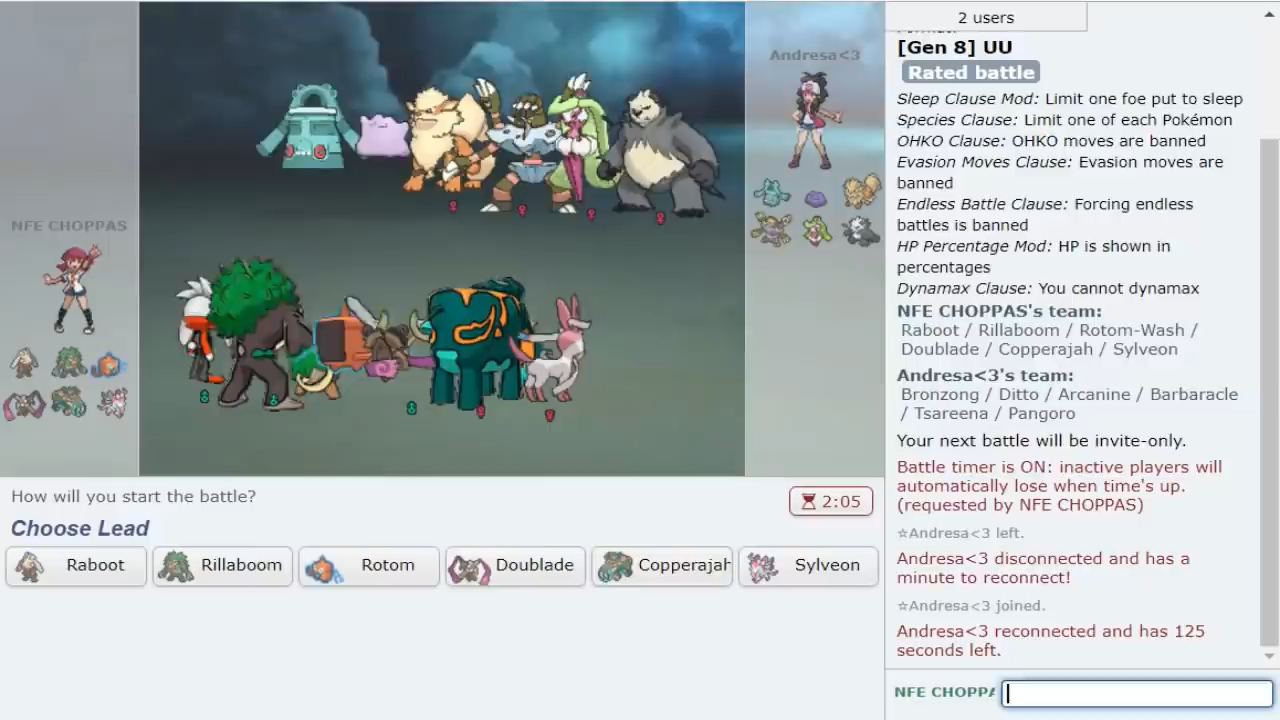 NFE CHOPPAS
Andresa<3
How will you start the battle?
2:05
Choose Lead
Raboot
Rillaboom
Rotom
Doublade
Copperajah
Sylveon
2 users
[Gen 8] UU
Rated battle
Sleep Clause Mod: Limit one foe put to sleep
Species Clause: Limit one of each Pokémon
OHKO Clause: OHKO moves are banned
Evasion Moves Clause: Evasion moves are
banned
Endless Battle Clause: Forcing endless
battles is banned
HP Percentage Mod: HP is shown in
percentages
Dynamax Clause: You cannot dynamax
NFE CHOPPAS's team:
Raboot / Rillaboom / Rotom-Wash /
Doublade / Copperajah / Sylveon
Andresa<3's team:
Bronzong / Ditto / Arcanine / Barbaracle
/ Tsareena / Pangoro
Your next battle will be invite-only.
Battle timer is ON: inactive players will
automatically lose when time's up.
(requested by NFE CHOPPAS)
☆Andresa<3 left.
Andresa<3 disconnected and has a
minute to reconnect!
☆Andresa<3 joined.
Andresa<3 reconnected and has 125
seconds left.
NFE CHOPPA